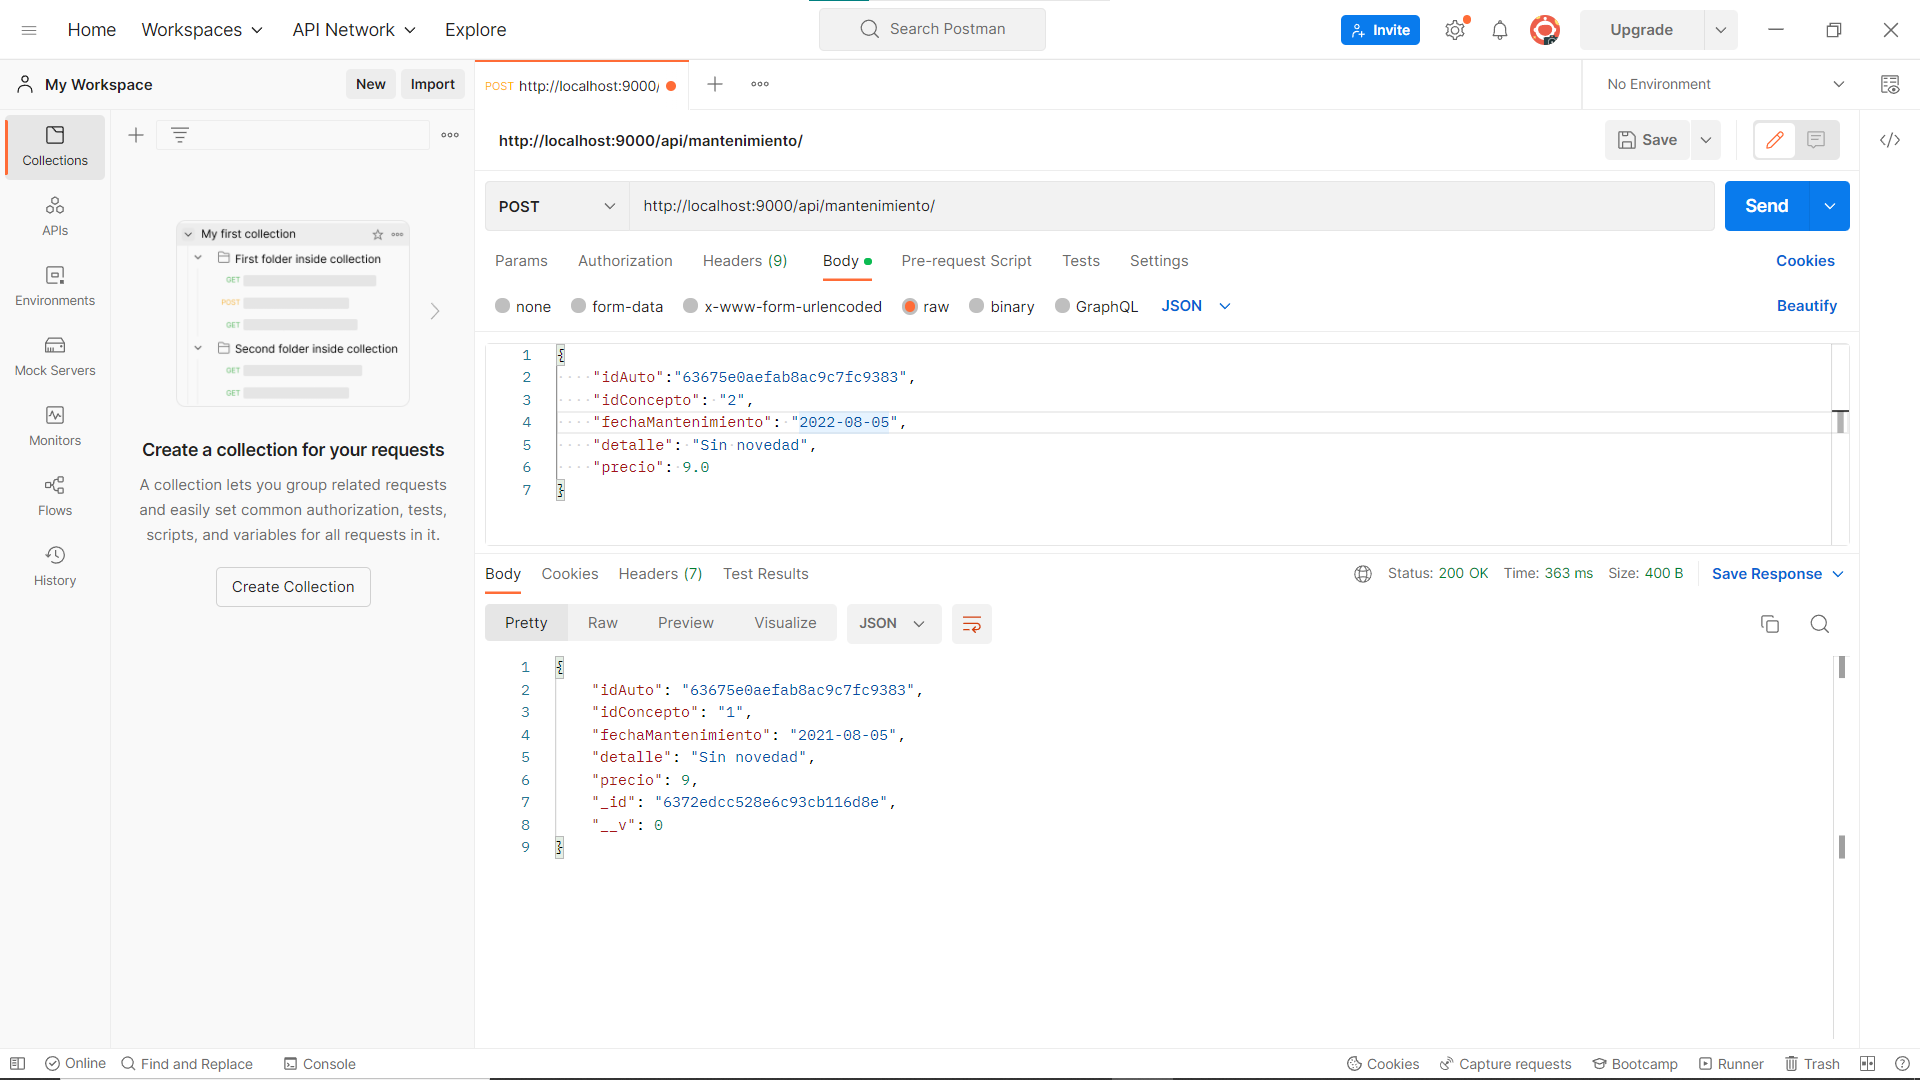 Home Workspaces API Network Explore Search Postman Invite Upgrade
My Workspace New Import POST http://localhost:9000/ No Environment
Collections
APIs
Environments
Mock Servers
Monitors
Flows
History
My first collection
First folder inside collection
GET
POST
GET
Second folder inside collection
GET
GET
Create a collection for your requests
A collection lets you group related requests
and easily set common authorization, tests,
scripts, and variables for all requests in it.
Create Collection
http://localhost:9000/api/mantenimiento/ Save
POST http://localhost:9000/api/mantenimiento/ Send
Params Authorization Headers (9) Body Pre-request Script Tests Settings Cookies
none form-data x-www-form-urlencoded raw binary GraphQL JSON Beautify
1 {
2 "idAuto":"63675e0aefab8ac9c7fc9383",
3 "idConcepto": "2",
4 "fechaMantenimiento": "2022-08-05",
5 "detalle": "Sin novedad",
6 "precio": 9.0
7 }
Body Cookies Headers (7) Test Results Status: 200 OK Time: 363 ms Size: 400 B Save Response
Pretty Raw Preview Visualize JSON
1 {
2 "idAuto": "63675e0aefab8ac9c7fc9383",
3 "idConcepto": "1",
4 "fechaMantenimiento": "2021-08-05",
5 "detalle": "Sin novedad",
6 "precio": 9,
7 "_id": "6372edcc528e6c93cb116d8e",
8 "__v": 0
9 }
Online Find and Replace Console Cookies Capture requests Bootcamp Runner Trash